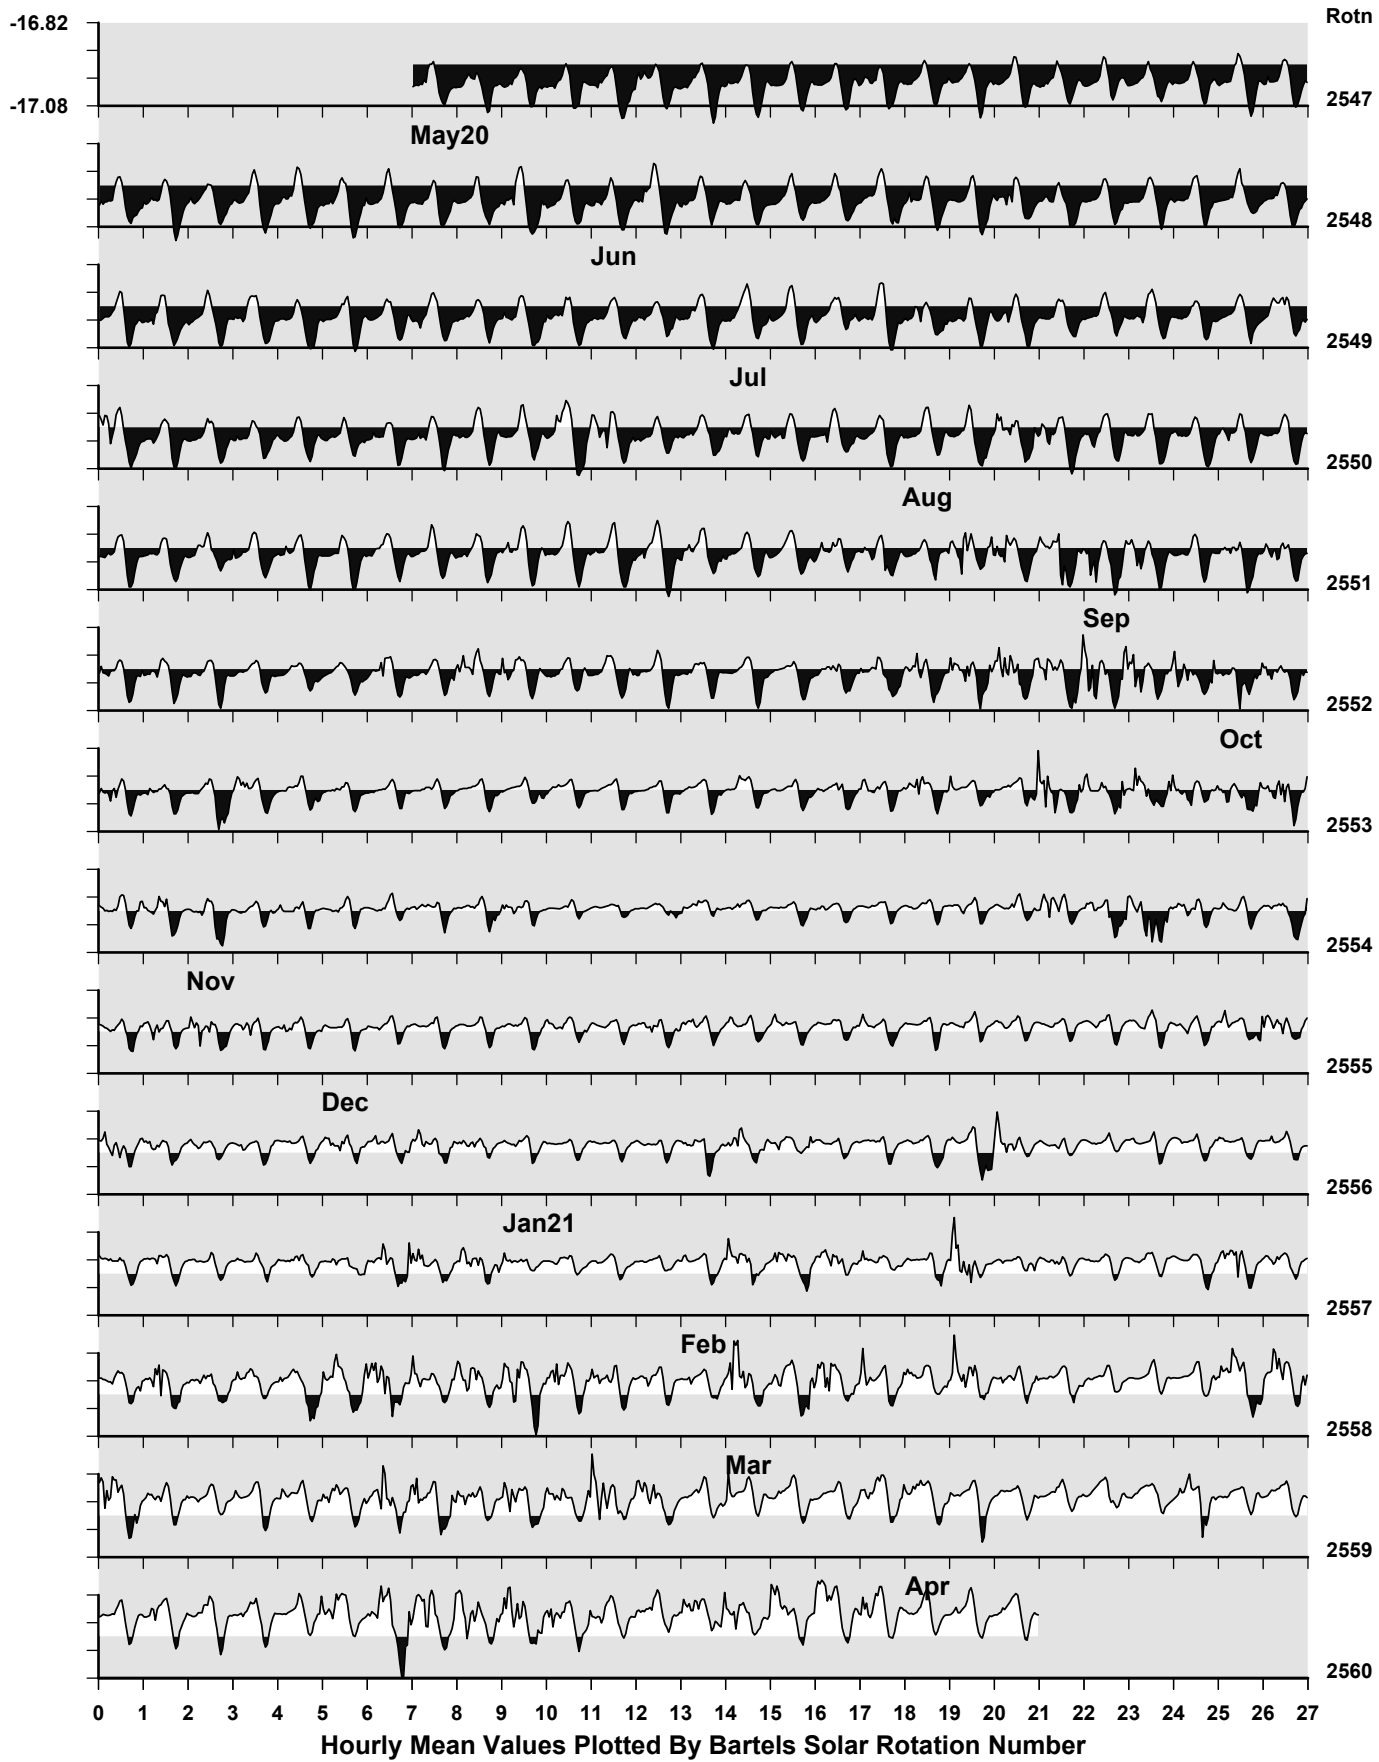 -16.82
Rotn
-17.08
2547
May20
2548
Jun
2549
Jul
2550
Aug
2551
Sep
2552
Oct
2553
2554
Nov
2555
Dec
2556
Jan21
2557
Feb
2558
Mar
2559
Apr
2560
0 1 2 3 4 5 6 7 8 9 10 11 12 13 14 15 16 17 18 19 20 21 22 23 24 25 26 27
Hourly Mean Values Plotted By Bartels Solar Rotation Number